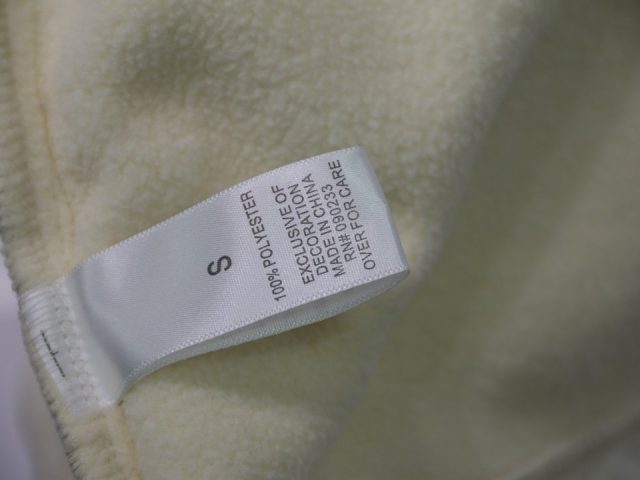 S
100% POLYESTER
EXCLUSIVE OF
DECORATION
MADE IN CHINA
RN# 090233
OVER FOR CARE